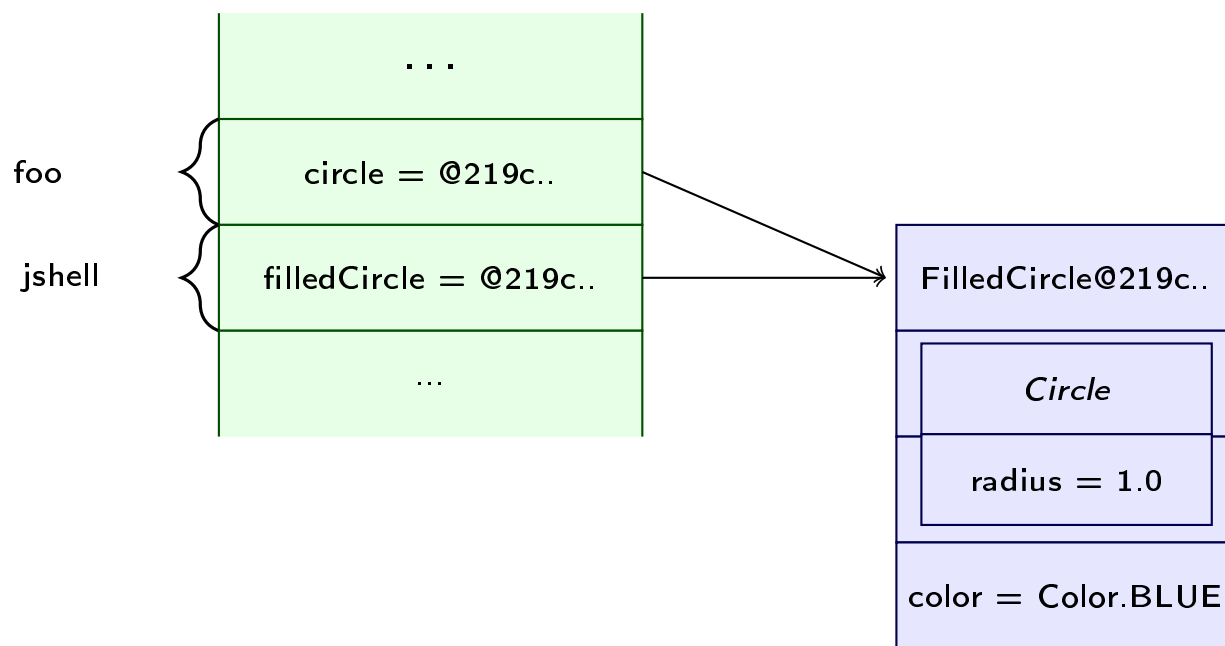 ...
foo
circle = @219c..
jshell
filledCircle = @219c..
FilledCircle@219c..
...
Circle
radius = 1.0
color = Color.BLUE